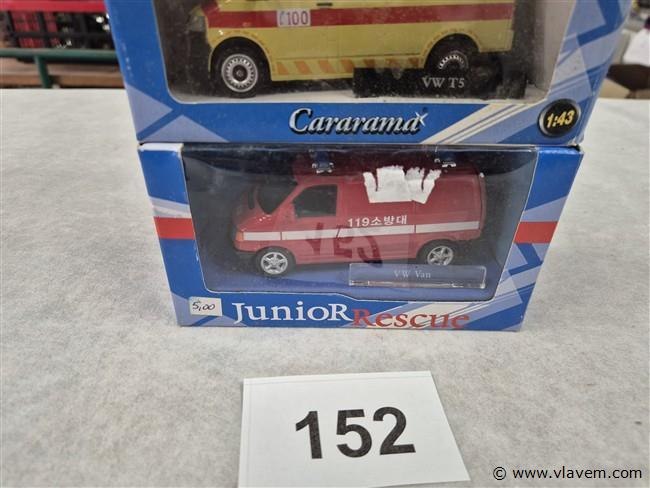 100
VW T5
Cararama
1:43
119소방대
VW Van
5,00
Junior Rescue
152
© www.vlavem.com